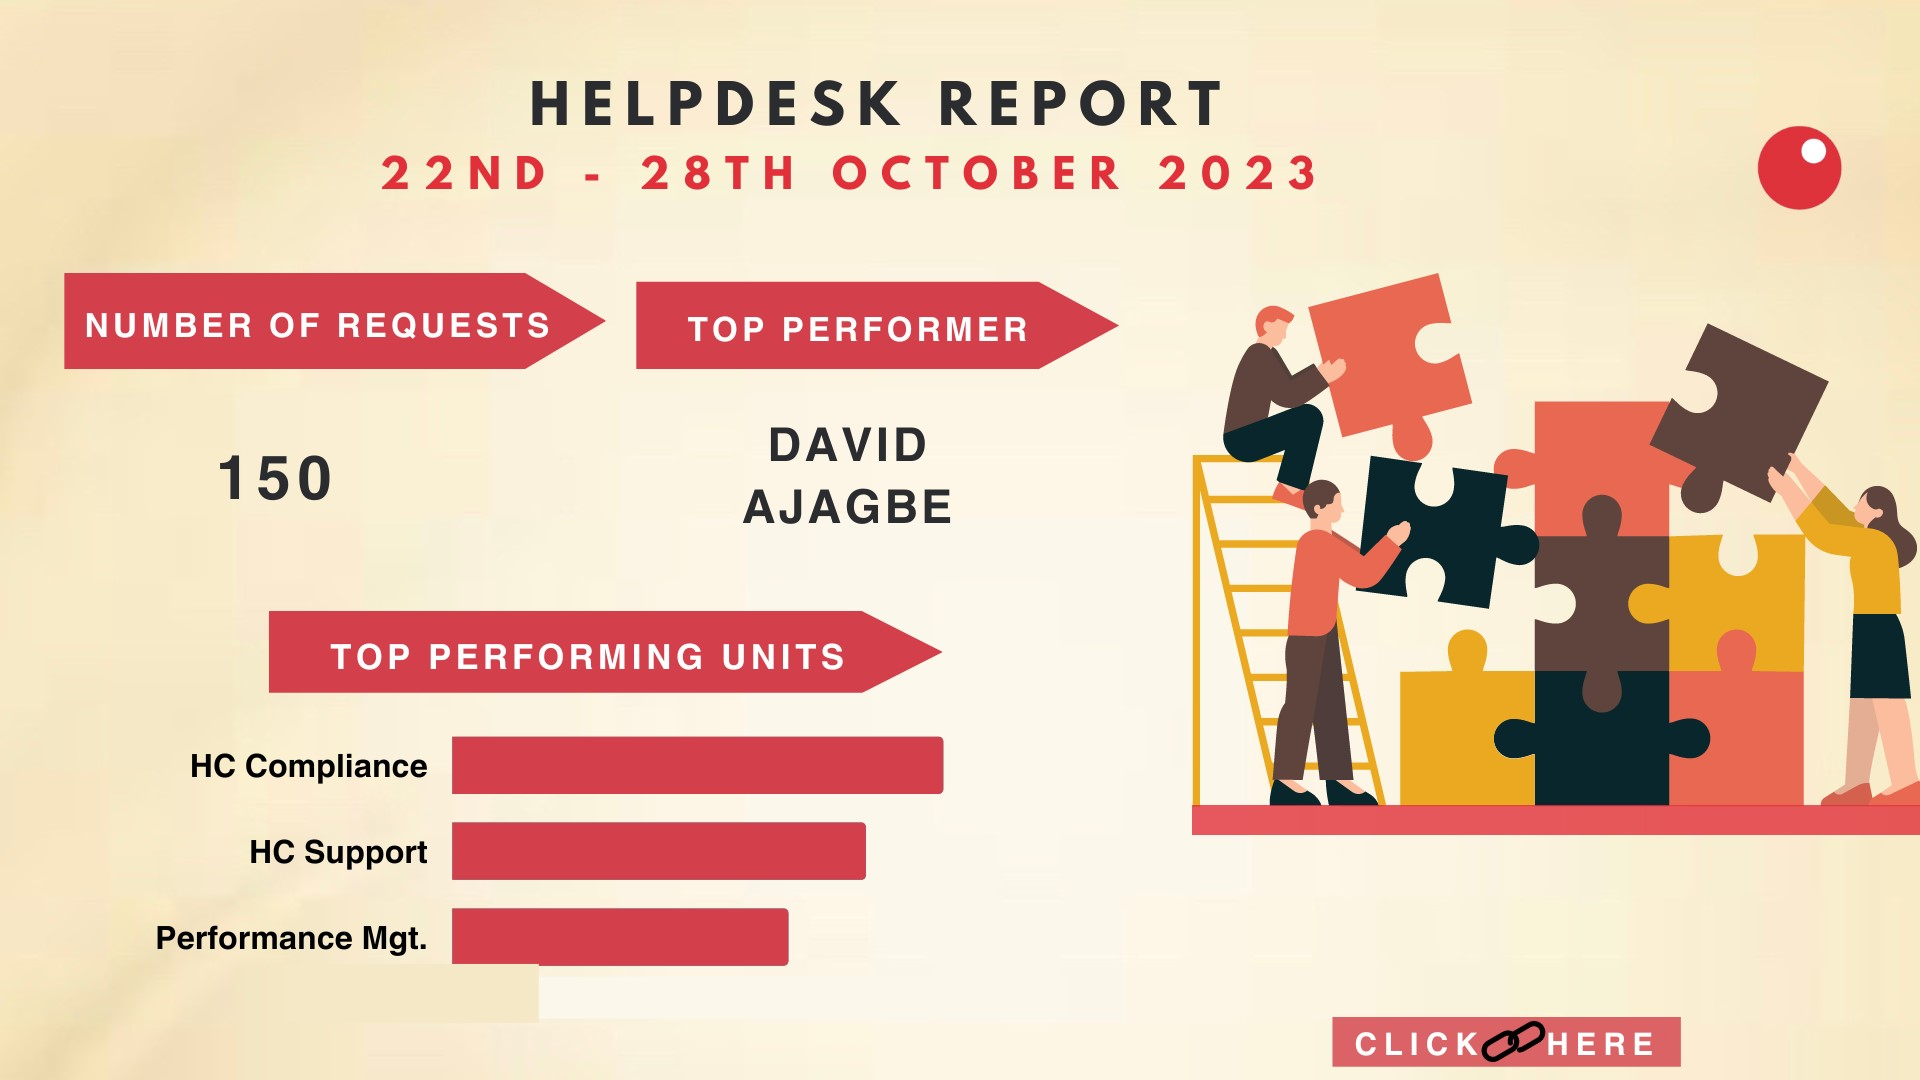 HELPDESK REPORT
22ND - 28TH OCTOBER 2023
NUMBER OF REQUESTS
150
TOP PERFORMER
DAVID
AJAGBE
TOP PERFORMING UNITS
HC Compliance
HC Support
Performance Mgt.
CLICK HERE